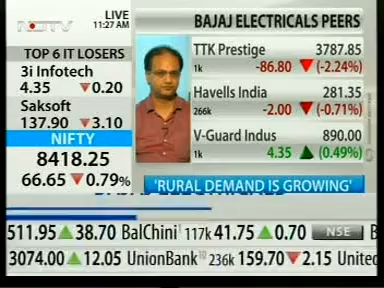 NDTV
LIVE
11:27 AM
TOP 6 IT LOSERS
3i Infotech
4.35 ▼ 0.20
Saksoft
137.90 ▼ 3.10
NIFTY
8418.25
66.65 ▼ 0.79%
BAJAJ ELECTRICALS PEERS
TTK Prestige 3787.85
1k -86.80 ▼ (-2.24%)
Havells India 281.35
266k -2.00 ▼ (-0.71%)
V-Guard Indus 890.00
1k 4.35 ▲ (0.49%)
'RURAL DEMAND IS GROWING'
511.95 ▲ 38.70 BalChini 117k 41.75 ▲ 0.70 NSE
3074.00 ▲ 12.05 UnionBank 236k 159.70 ▼ 2.15 United